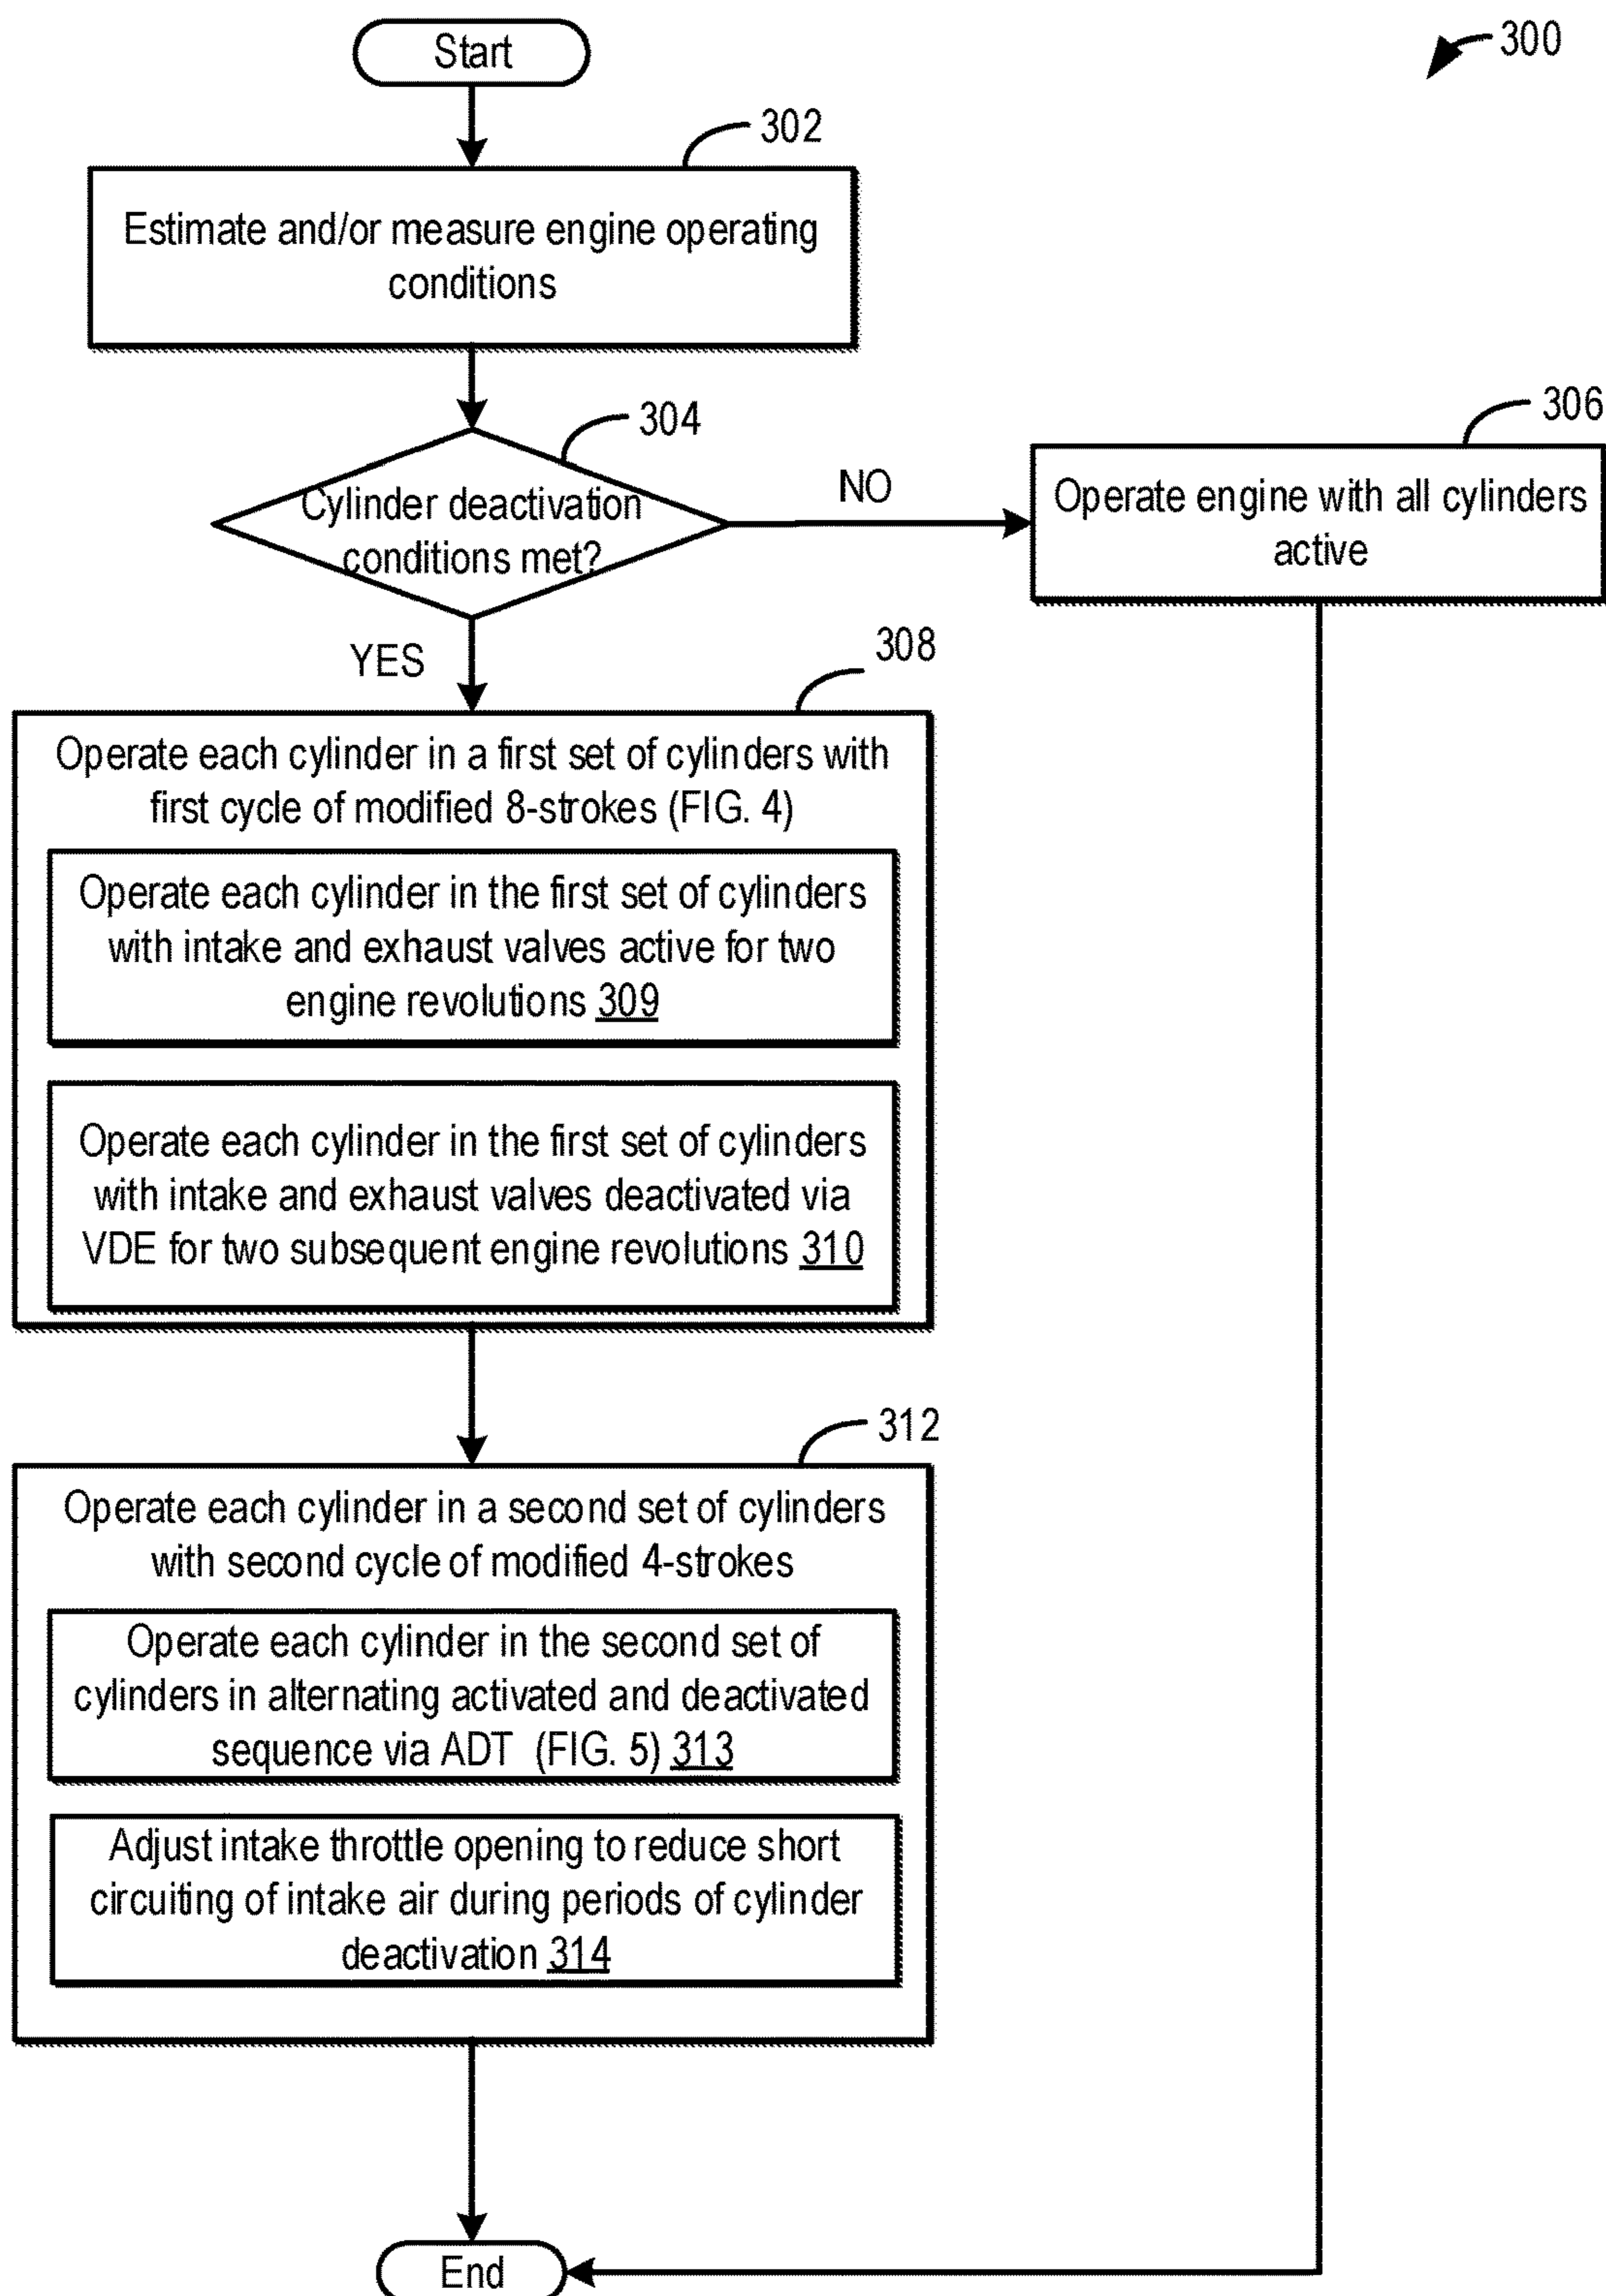 Start
300
302
Estimate and/or measure engine operating
conditions
304
Cylinder deactivation
conditions met?
NO
306
Operate engine with all cylinders
active
YES
308
Operate each cylinder in a first set of cylinders with
first cycle of modified 8-strokes (FIG. 4)
Operate each cylinder in the first set of cylinders
with intake and exhaust valves active for two
engine revolutions 309
Operate each cylinder in the first set of cylinders
with intake and exhaust valves deactivated via
VDE for two subsequent engine revolutions 310
312
Operate each cylinder in a second set of cylinders
with second cycle of modified 4-strokes
Operate each cylinder in the second set of
cylinders in alternating activated and deactivated
sequence via ADT (FIG. 5) 313
Adjust intake throttle opening to reduce short
circuiting of intake air during periods of cylinder
deactivation 314
End